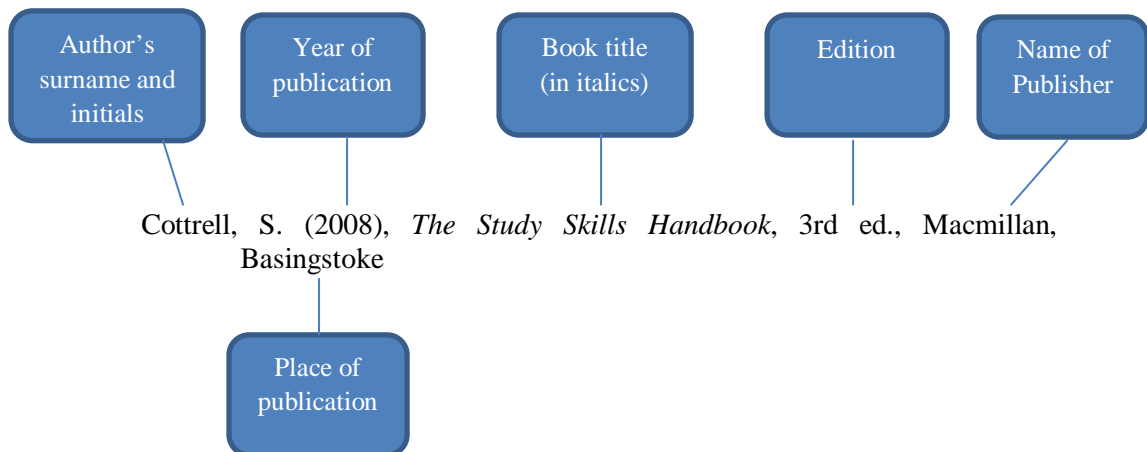 Author’s
surname and
initials
Year of
publication
Book title
(in italics)
Edition
Name of
Publisher
Cottrell, S. (2008), The Study Skills Handbook, 3rd ed., Macmillan,
Basingstoke
Place of
publication